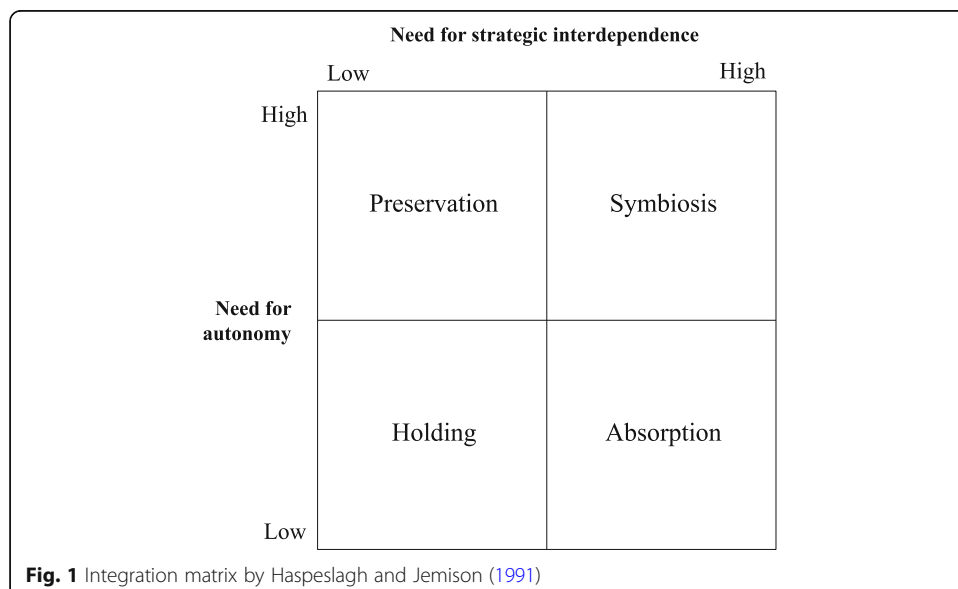 Need for strategic interdependence
Low High
High
Preservation Symbiosis
Need for
autonomy
Holding Absorption
Low
Fig. 1 Integration matrix by Haspeslagh and Jemison (1991)